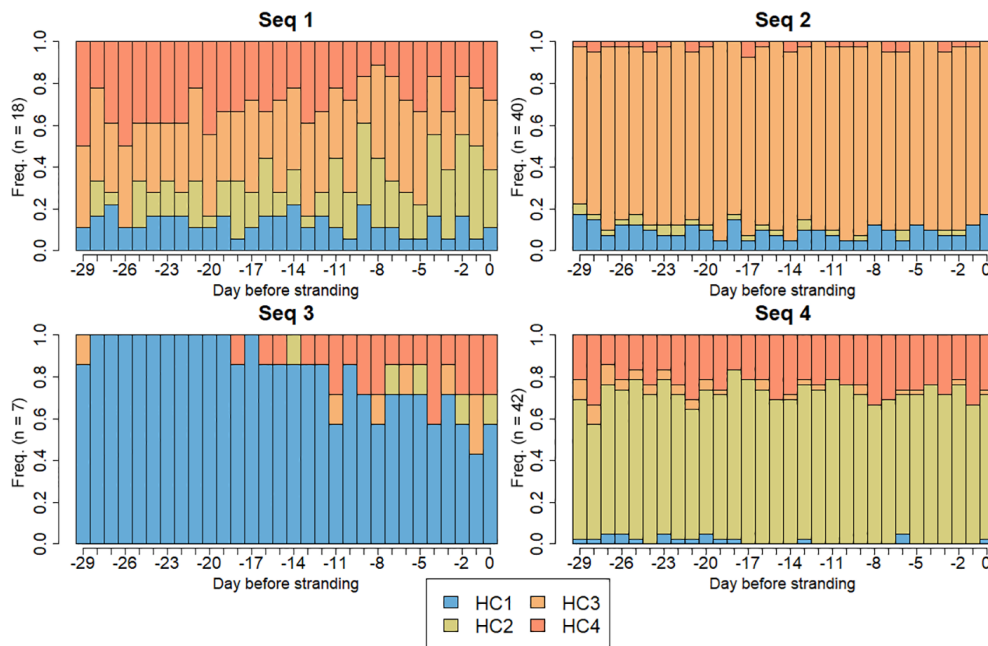 Seq 1
Freq. (n = 18)
0.0 0.2 0.4 0.6 0.8 1.0
-29 -26 -23 -20 -17 -14 -11 -8 -5 -2 0
Day before stranding
Seq 2
Freq. (n = 40)
0.0 0.2 0.4 0.6 0.8 1.0
-29 -26 -23 -20 -17 -14 -11 -8 -5 -2 0
Day before stranding
Seq 3
Freq. (n = 7)
0.0 0.2 0.4 0.6 0.8 1.0
-29 -26 -23 -20 -17 -14 -11 -8 -5 -2 0
Day before stranding
Seq 4
Freq. (n = 42)
0.0 0.2 0.4 0.6 0.8 1.0
-29 -26 -23 -20 -17 -14 -11 -8 -5 -2 0
Day before stranding
HC1 HC3
HC2 HC4